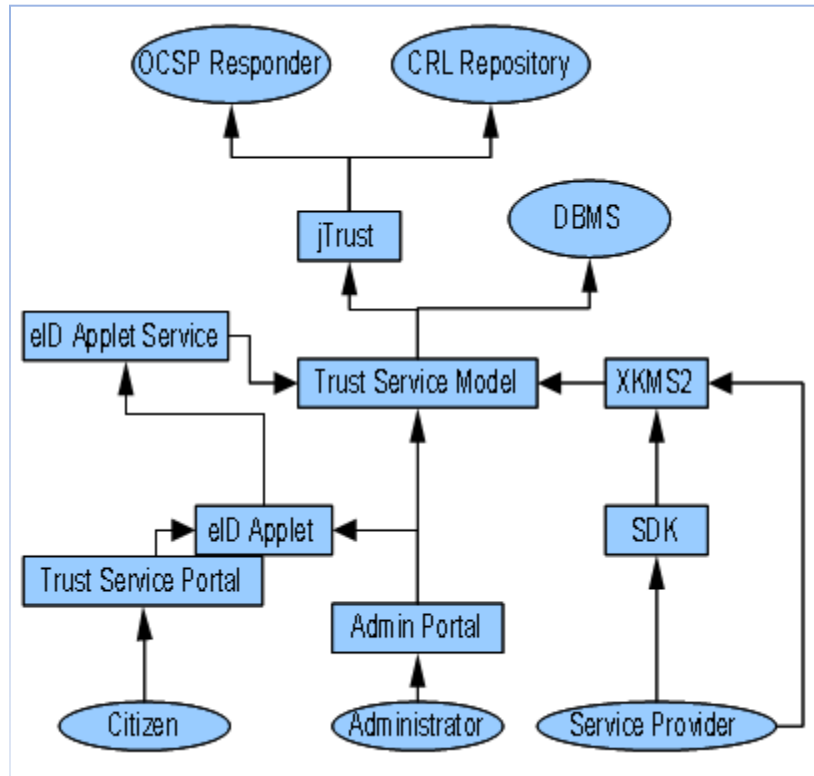 OCSP Responder
CRL Repository
DBMS
jTrust
eID Applet Service
Trust Service Model
XKMS2
eID Applet
SDK
Trust Service Portal
Admin Portal
Citizen
Administrator
Service Provider